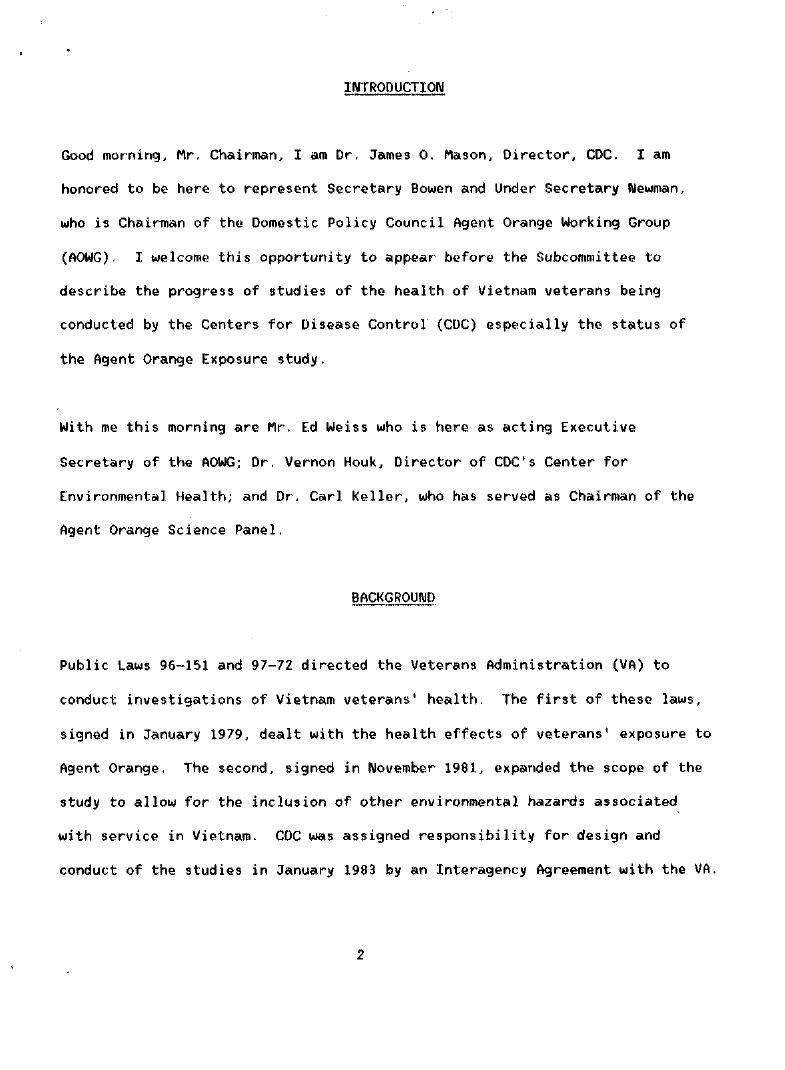 INTRODUCTION
Good morning, Mr. Chairman, I am Dr. James O. Mason, Director, CDC. I am
honored to be here to represent Secretary Bowen and Under Secretary Newman,
who is Chairman of the Domestic Policy Council Agent Orange Working Group
(AOWG). I welcome this opportunity to appear before the Subcommittee to
describe the progress of studies of the health of Vietnam veterans being
conducted by the Centers for Disease Control (CDC) especially the status of
the Agent Orange Exposure study.
With me this morning are Mr. Ed Weiss who is here as acting Executive
Secretary of the AOWG; Dr. Vernon Houk, Director of CDC's Center for
Environmental Health; and Dr. Carl Keller, who has served as Chairman of the
Agent Orange Science Panel.
BACKGROUND
Public Laws 96-151 and 97-72 directed the Veterans Administration (VA) to
conduct investigations of Vietnam veterans' health. The first of these laws,
signed in January 1979, dealt with the health effects of veterans' exposure to
Agent Orange. The second, signed in November 1981, expanded the scope of the
study to allow for the inclusion of other environmental hazards associated
with service in Vietnam. CDC was assigned responsibility for design and
conduct of the studies in January 1983 by an Interagency Agreement with the VA.
2